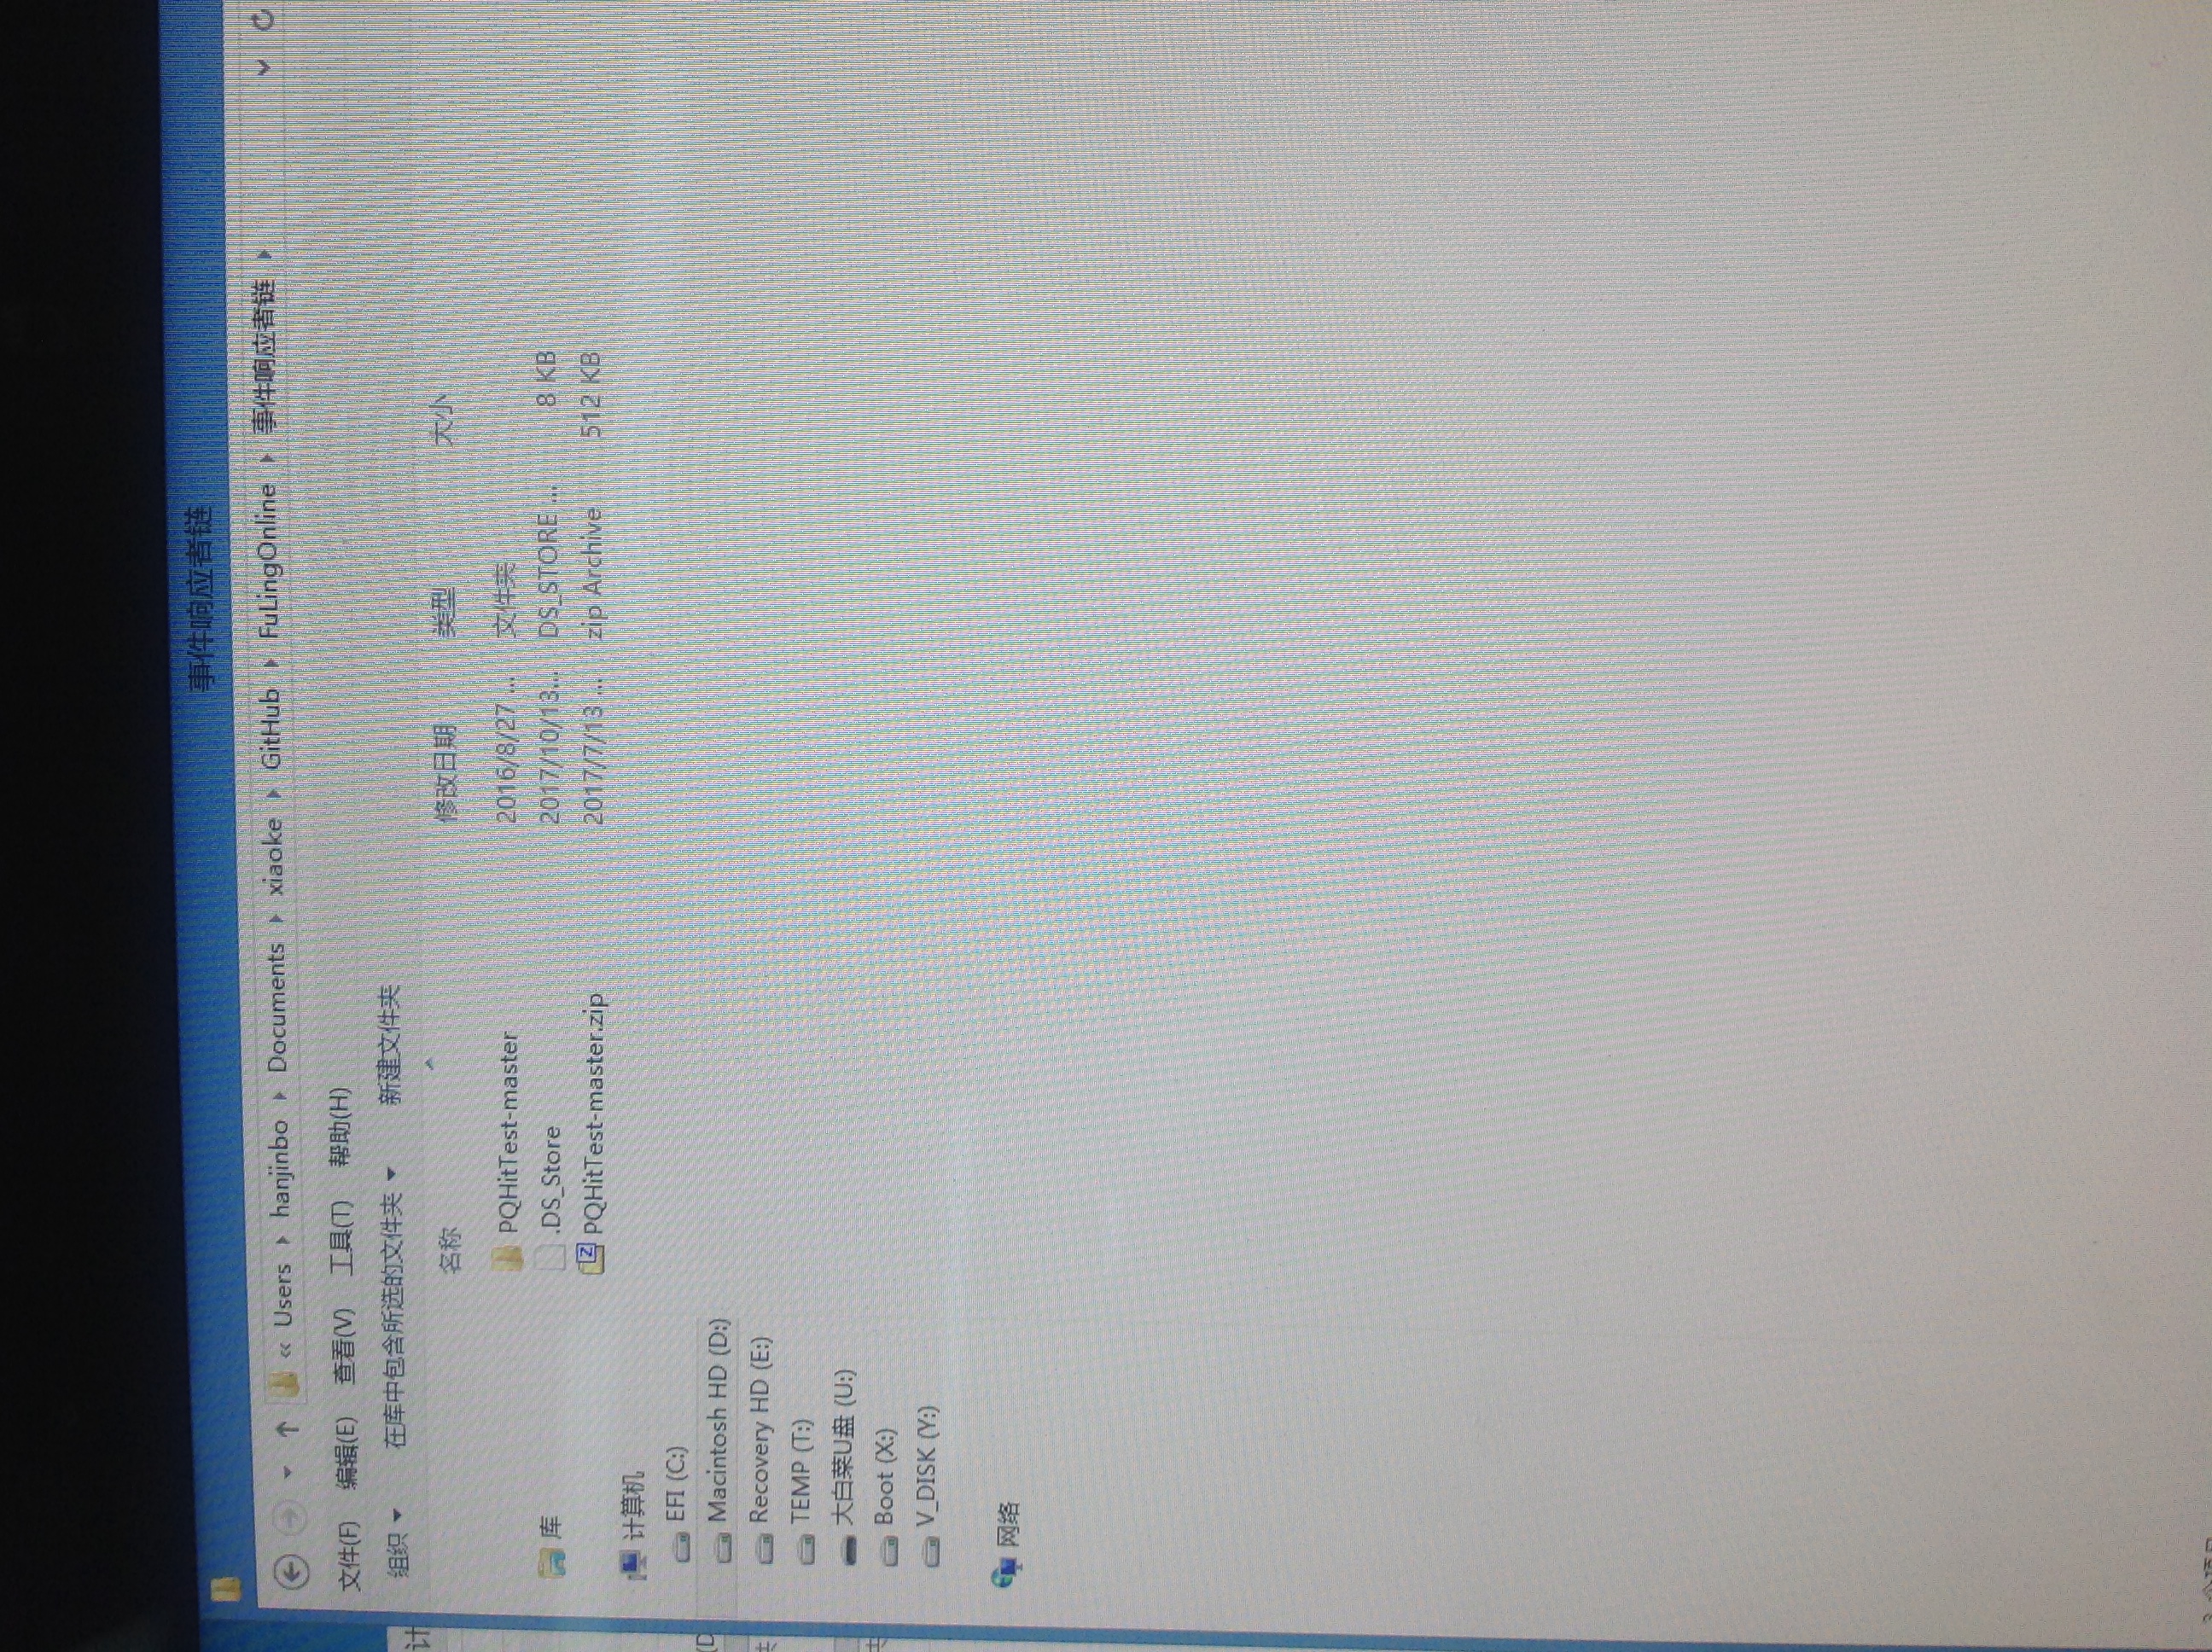 事件响应者链
« Users ▸ hanjinbo ▸ Documents ▸ xiaoke ▸ GitHub ▸ FuLingOnline ▸ 事件响应者链 ▸
文件(F) 编辑(E) 查看(V) 工具(T) 帮助(H)
组织 在库中包含所选的文件夹 新建文件夹
计
名称 修改日期 类型 大小
PQHitTest-master 2016/8/27 ... 文件夹
.DS_Store 2017/10/13... DS_STORE ... 8 KB
PQHitTest-master.zip 2017/7/13 ... zip Archive 512 KB
库
计算机
EFI (C:)
Macintosh HD (D:)
(D
Recovery HD (E:)
TEMP (T:)
大白菜U盘 (U:)
Boot (X:)
V_DISK (Y:)
网络